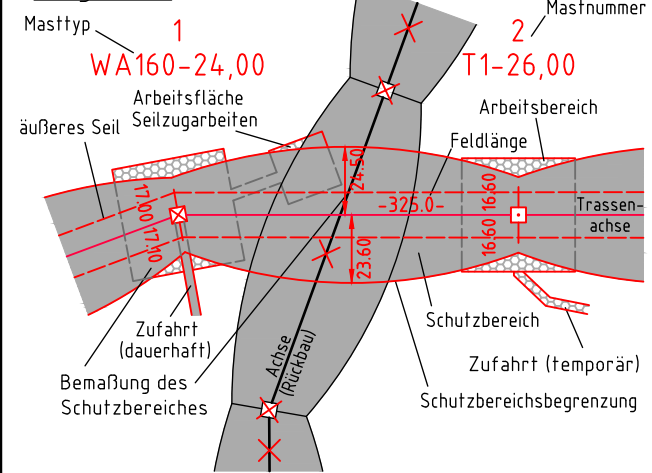 Masttyp
1
WA160-24,00
Mastnummer
2
T1-26,00
Arbeitsfläche
Seilzugarbeiten
äußeres Seil
Arbeitsbereich
Feldlänge
24.50
17.00
17.10
-325.0-
16.60
16.60
Trassen-
achse
23.60
Schutzbereich
Zufahrt
(dauerhaft)
Achse
(Rückbau)
Zufahrt (temporär)
Bemaßung des
Schutzbereiches
Schutzbereichsbegrenzung